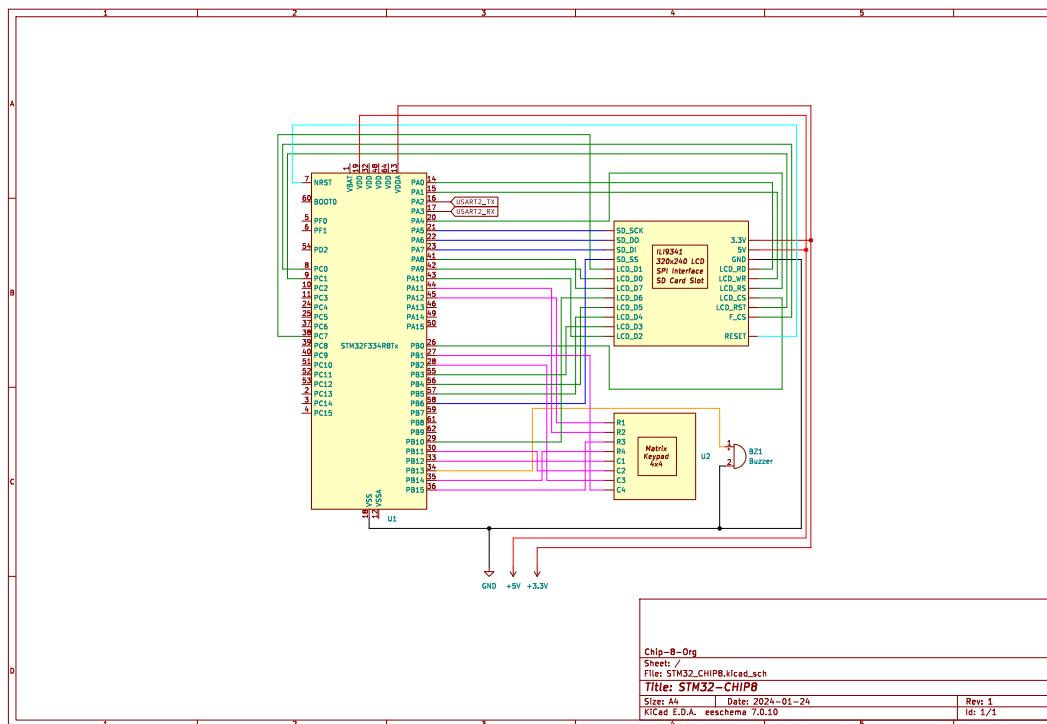 1 2 3 4 5
A
B
C
D
1 2 3 4 5
STM32F334R8Tx
U1
1 VBAT
19 VDD
32 VDD
48 VDD
64 VDD
13 VDDA
7 NRST
60 BOOT0
5 PF0
6 PF1
54 PD2
8 PC0
9 PC1
10 PC2
11 PC3
24 PC4
25 PC5
37 PC6
38 PC7
39 PC8
40 PC9
51 PC10
52 PC11
53 PC12
2 PC13
3 PC14
4 PC15
PA0 14
PA1 15
PA2 16
PA3 17
PA4 20
PA5 21
PA6 22
PA7 23
PA8 41
PA9 42
PA10 43
PA11 44
PA12 45
PA13 46
PA14 49
PA15 50
PB0 26
PB1 27
PB2 28
PB3 55
PB4 56
PB5 57
PB6 58
PB7 59
PB8 61
PB9 62
PB10 29
PB11 30
PB12 33
PB13 34
PB14 35
PB15 36
18 VSS
12 VSSA
USART2_TX
USART2_RX
SD_SCK
SD_DO
SD_DI
SD_SS
LCD_D1
LCD_D0
LCD_D7
LCD_D6
LCD_D5
LCD_D4
LCD_D3
LCD_D2
ILI9341
320x240 LCD
SPI Interface
SD Card Slot
3.3V
5V
GND
LCD_RD
LCD_WR
LCD_RS
LCD_CS
LCD_RST
F_CS
RESET
R1
R2
R3
R4
C1
C2
C3
C4
Matrix
Keypad
4x4
U2
1
2
BZ1
Buzzer
GND +5V +3.3V
Chip-8-Org
Sheet: /
File: STM32_CHIP8.kicad_sch
Title: STM32-CHIP8
Size: A4 Date: 2024-01-24 Rev: 1
KiCad E.D.A. eeschema 7.0.10 Id: 1/1